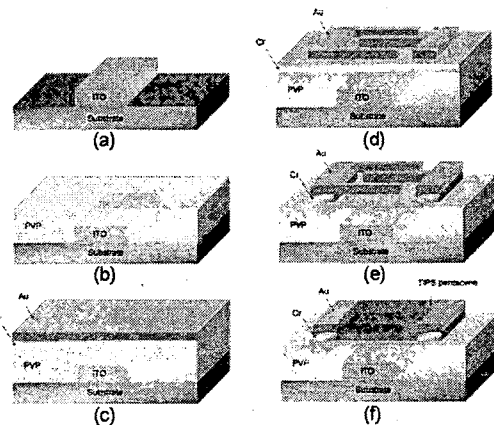 ITO
Substrate
(a)
PVP
ITO
Substrate
(b)
Au
PVP
ITO
Substrate
(c)
Au
Cr
PVP
ITO
Substrate
(d)
Au
Cr
PVP
ITO
Substrate
(e)
TIPS pentacene
Au
Cr
PVP
ITO
Substrate
(f)